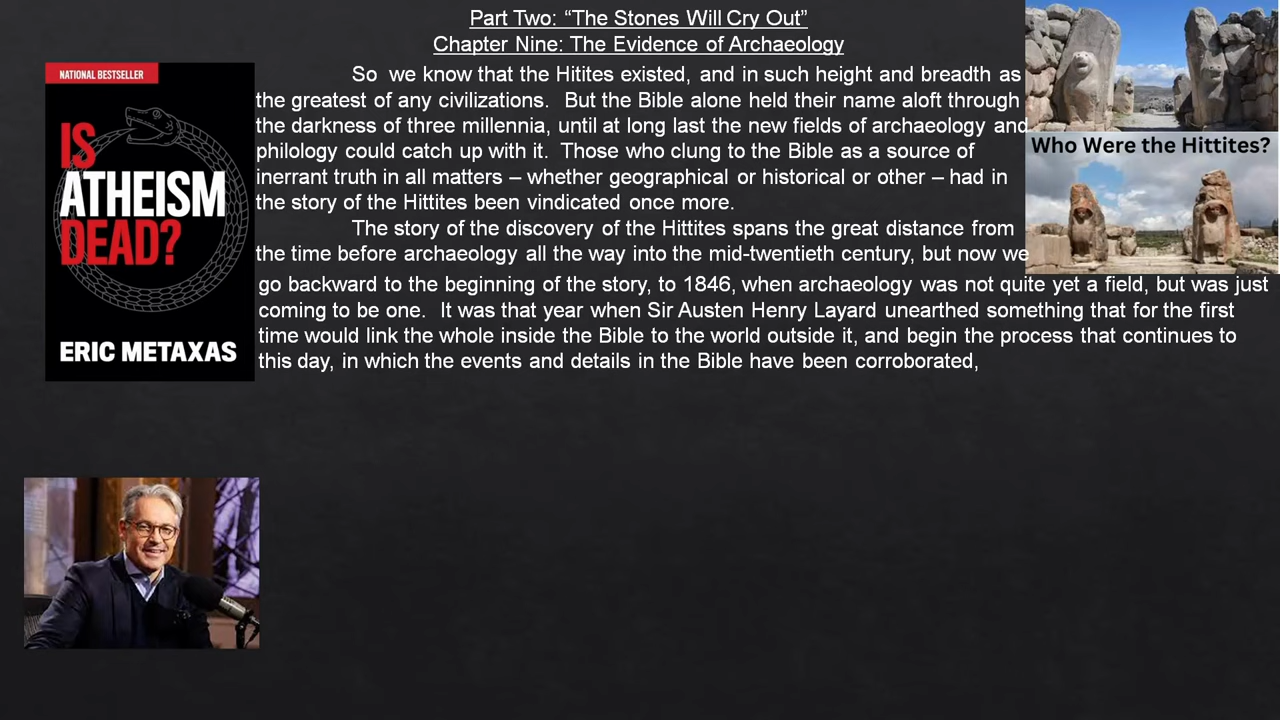 Part Two: “The Stones Will Cry Out”
Chapter Nine: The Evidence of Archaeology
So we know that the Hitites existed, and in such height and breadth as
the greatest of any civilizations. But the Bible alone held their name aloft through
the darkness of three millennia, until at long last the new fields of archaeology and
philology could catch up with it. Those who clung to the Bible as a source of
inerrant truth in all matters – whether geographical or historical or other – had in
the story of the Hittites been vindicated once more.
The story of the discovery of the Hittites spans the great distance from
the time before archaeology all the way into the mid-twentieth century, but now we
go backward to the beginning of the story, to 1846, when archaeology was not quite yet a field, but was just
coming to be one. It was that year when Sir Austen Henry Layard unearthed something that for the first
time would link the whole inside the Bible to the world outside it, and begin the process that continues to
this day, in which the events and details in the Bible have been corroborated,
NATIONAL BESTSELLER
IS
ATHEISM
DEAD?
ERIC METAXAS
Who Were the Hittites?